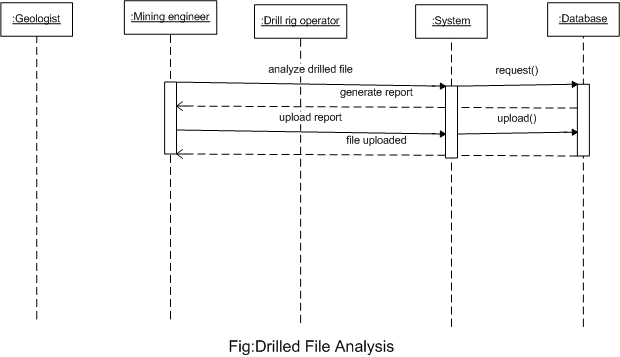 :Geologist
:Mining engineer
:Drill rig operator
:System
:Database
analyze drilled file
request()
generate report
upload report
upload()
file uploaded
Fig:Drilled File Analysis